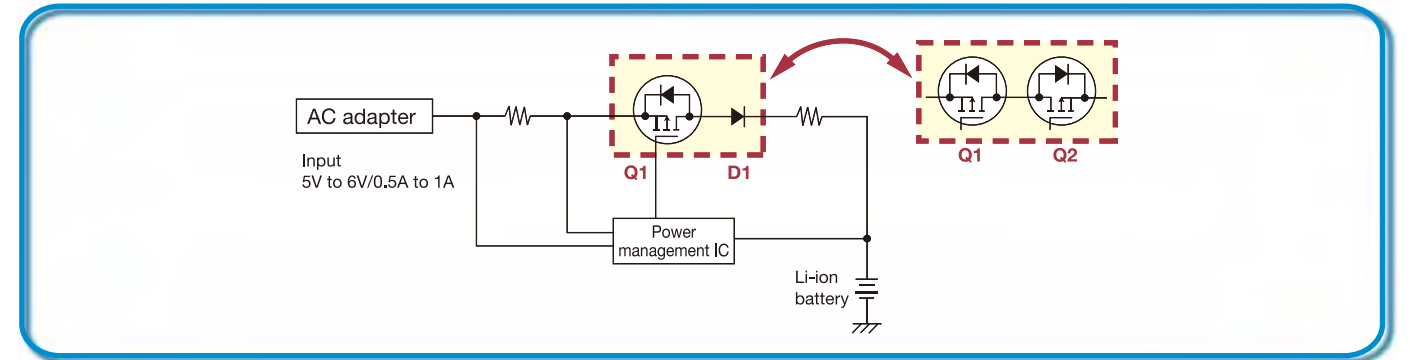 AC adapter
Input
5V to 6V/0.5A to 1A
Q1
D1
Q1
Q2
Power
management IC
Li-ion
battery